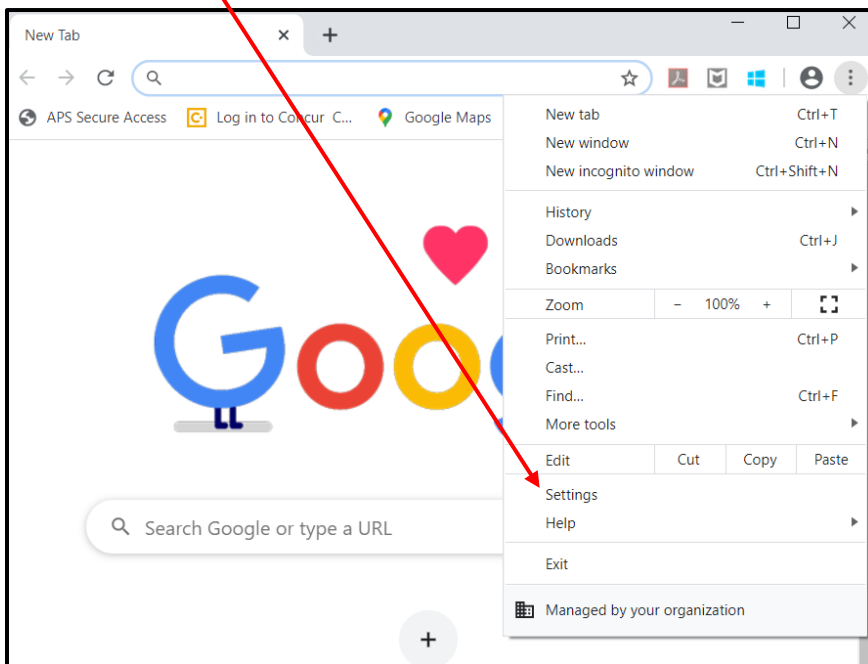 New Tab
APS Secure Access
Log in to Concur C...
Google Maps
New tab Ctrl+T
New window Ctrl+N
New incognito window Ctrl+Shift+N
History
Downloads Ctrl+J
Bookmarks
Zoom - 100% +
Print... Ctrl+P
Cast...
Find... Ctrl+F
More tools
Edit Cut Copy Paste
Settings
Help
Exit
Managed by your organization
Goo
Search Google or type a URL